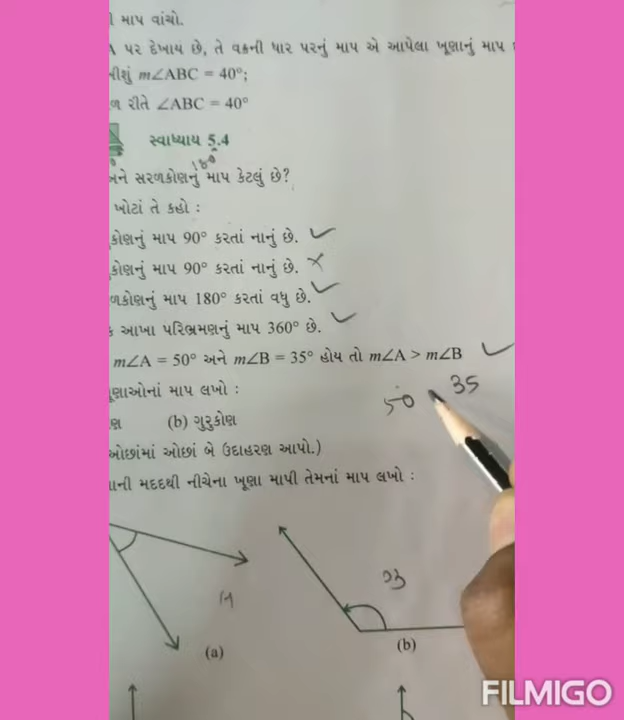 માપ વાંચો.
પર દેખાય છે, તે વક્રની ધાર પરનું માપ એ આપેલા ખૂણાનું માપ
m∠ABC = 40°;
રીતે ∠ABC = 40°
સ્વાધ્યાય 5.4
180
અને સરળકોણનું માપ કેટલું છે?
ખોટાં તે કહો :
કોણનું માપ 90° કરતાં નાનું છે. ✓
કોણનું માપ 90° કરતાં નાનું છે. ✗
ળકોણનું માપ 180° કરતાં વધુ છે. ✓
આખા પરિભ્રમણનું માપ 360° છે. ✓
m∠A = 50° અને m∠B = 35° હોય તો m∠A > m∠B ✓
ખૂણાઓનાં માપ લખો :
50 35
(b) ગુરુકોણ
ઓછાંમાં ઓછાં બે ઉદાહરણ આપો.)
ની મદદથી નીચેના ખૂણા માપી તેમનાં માપ લખો :
(a)
(b)
FILMIGO